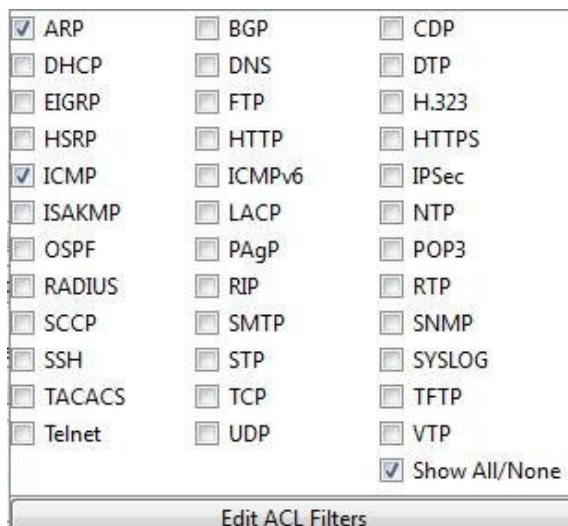 ARP BGP CDP
DHCP DNS DTP
EIGRP FTP H.323
HSRP HTTP HTTPS
ICMP ICMPv6 IPSec
ISAKMP LACP NTP
OSPF PAgP POP3
RADIUS RIP RTP
SCCP SMTP SNMP
SSH STP SYSLOG
TACACS TCP TFTP
Telnet UDP VTP
Show All/None
Edit ACL Filters